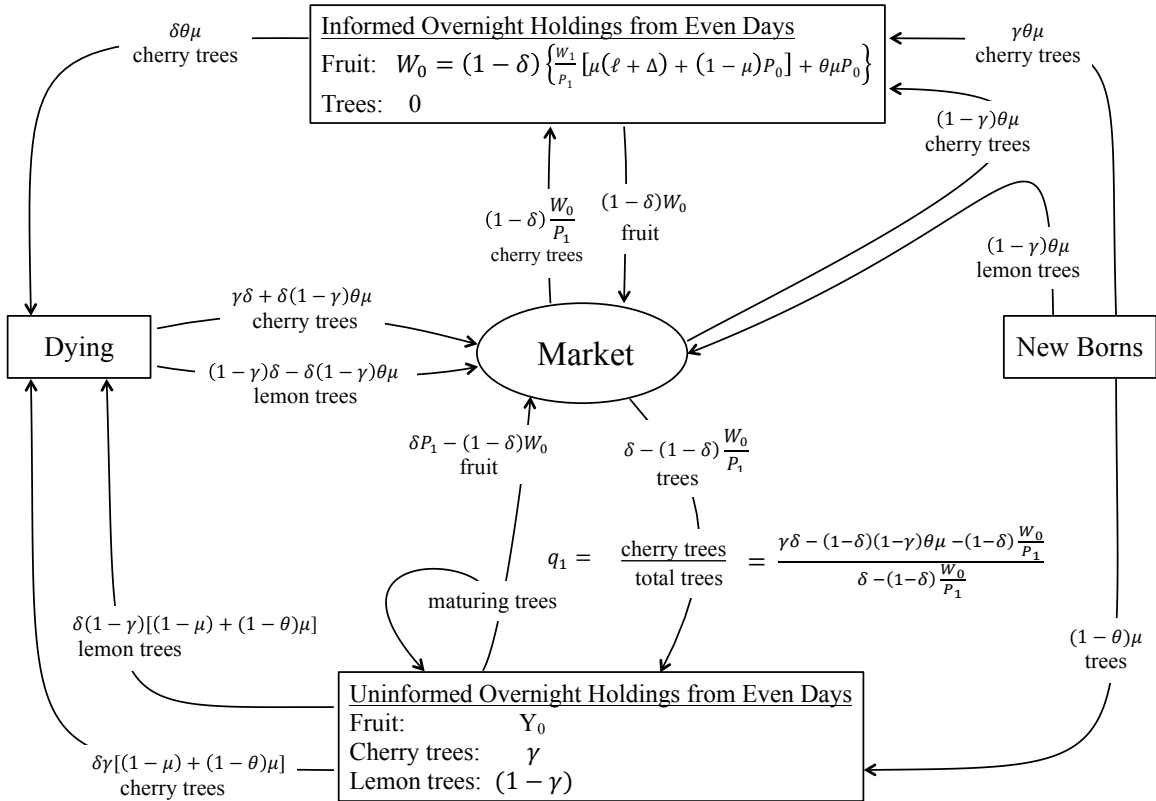 Informed Overnight Holdings from Even Days
Fruit: W₀ = (1 − δ) { W₁/P₁ [μ(ℓ + Δ) + (1 − μ)P₀] + θμP₀ }
Trees: 0
δθμ
cherry trees
γθμ
cherry trees
(1 − γ)θμ
cherry trees
(1 − δ) W₀/P₁
cherry trees
(1 − δ)W₀
fruit
(1 − γ)θμ
lemon trees
γδ + δ(1 − γ)θμ
cherry trees
Dying
Market
New Borns
(1 − γ)δ − δ(1 − γ)θμ
lemon trees
δP₁ − (1 − δ)W₀
fruit
δ − (1 − δ) W₀/P₁
trees
q₁ = cherry trees/total trees = (γδ − (1−δ)(1−γ)θμ − (1−δ) W₀/P₁)/(δ − (1−δ) W₀/P₁)
maturing trees
δ(1 − γ)[(1 − μ) + (1 − θ)μ]
lemon trees
(1 − θ)μ
trees
Uninformed Overnight Holdings from Even Days
Fruit: Y₀
Cherry trees: γ
Lemon trees: (1 − γ)
δγ[(1 − μ) + (1 − θ)μ]
cherry trees